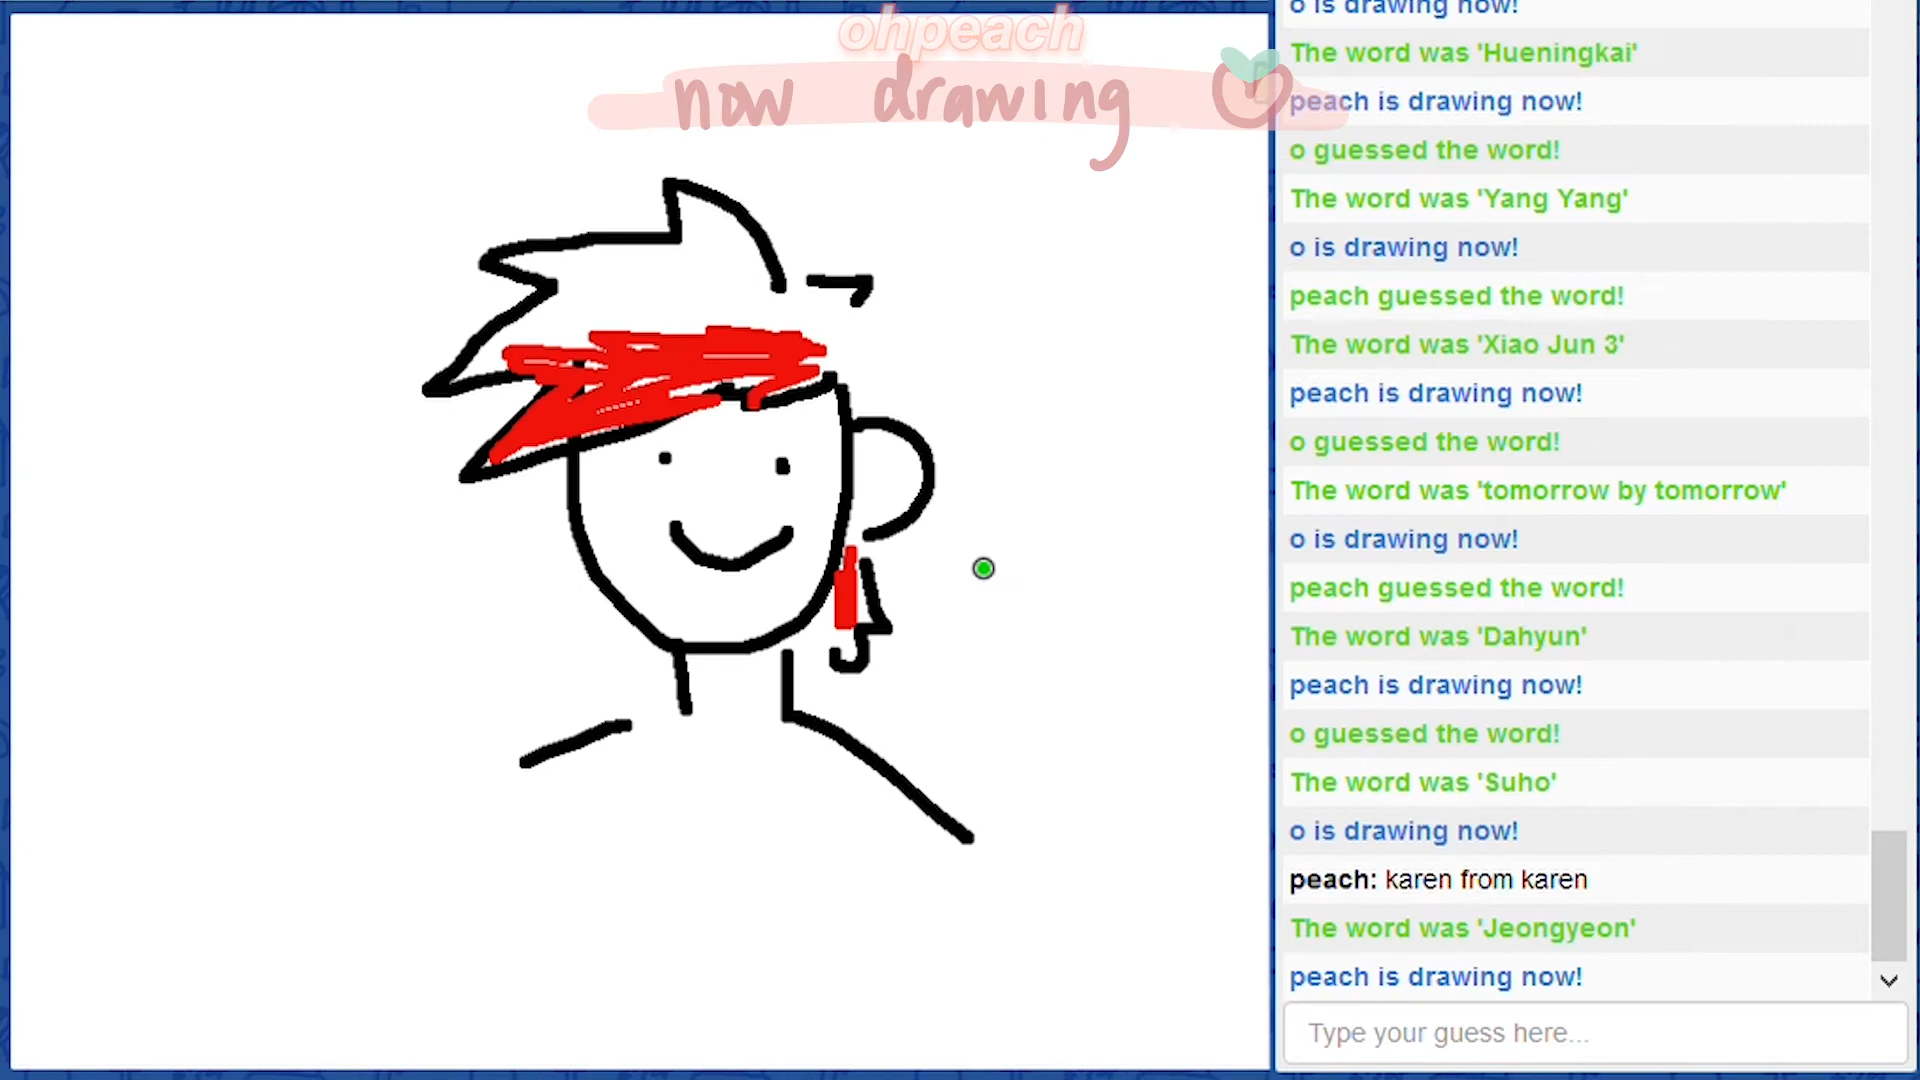 ohpeach
now drawing
o is drawing now!
The word was 'Hueningkai'
peach is drawing now!
o guessed the word!
The word was 'Yang Yang'
o is drawing now!
peach guessed the word!
The word was 'Xiao Jun 3'
peach is drawing now!
o guessed the word!
The word was 'tomorrow by tomorrow'
o is drawing now!
peach guessed the word!
The word was 'Dahyun'
peach is drawing now!
o guessed the word!
The word was 'Suho'
o is drawing now!
peach: karen from karen
The word was 'Jeongyeon'
peach is drawing now!
Type your guess here...